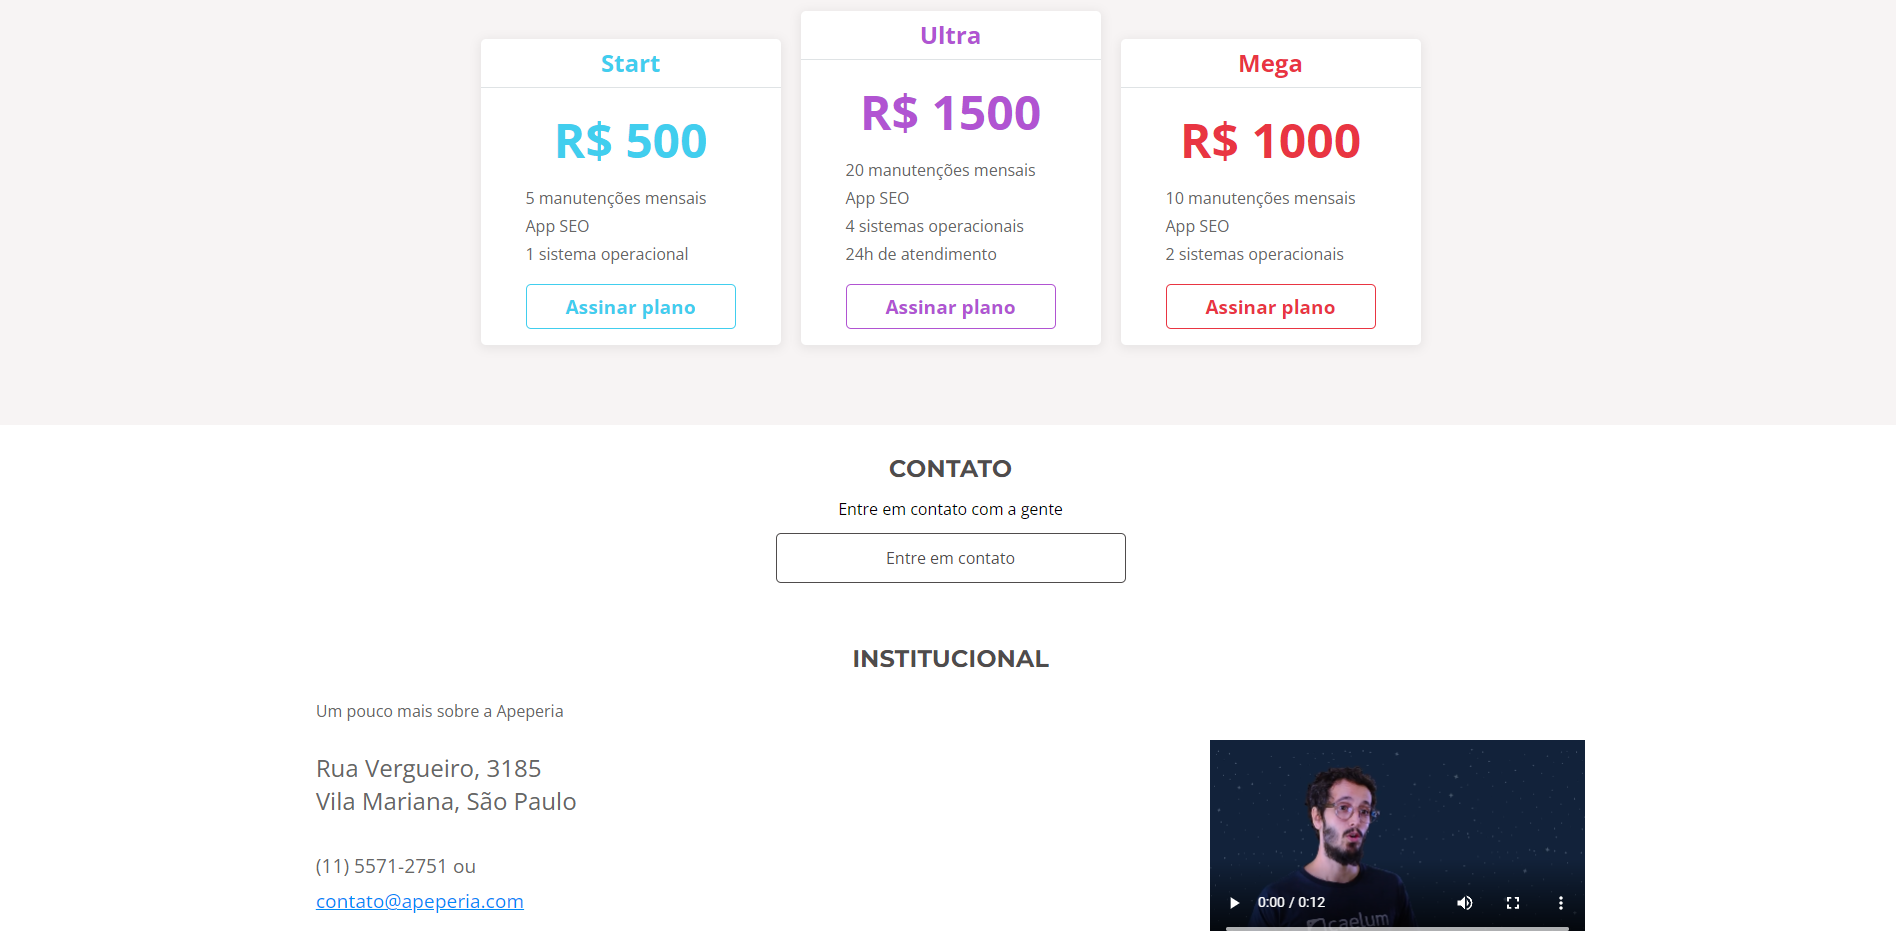 Start
R$ 500
5 manutenções mensais
App SEO
1 sistema operacional
Assinar plano
Ultra
R$ 1500
20 manutenções mensais
App SEO
4 sistemas operacionais
24h de atendimento
Assinar plano
Mega
R$ 1000
10 manutenções mensais
App SEO
2 sistemas operacionais
Assinar plano
CONTATO
Entre em contato com a gente
Entre em contato
INSTITUCIONAL
Um pouco mais sobre a Apeperia
Rua Vergueiro, 3185
Vila Mariana, São Paulo
(11) 5571-2751 ou
contato@apeperia.com
0:00 / 0:12
caelum